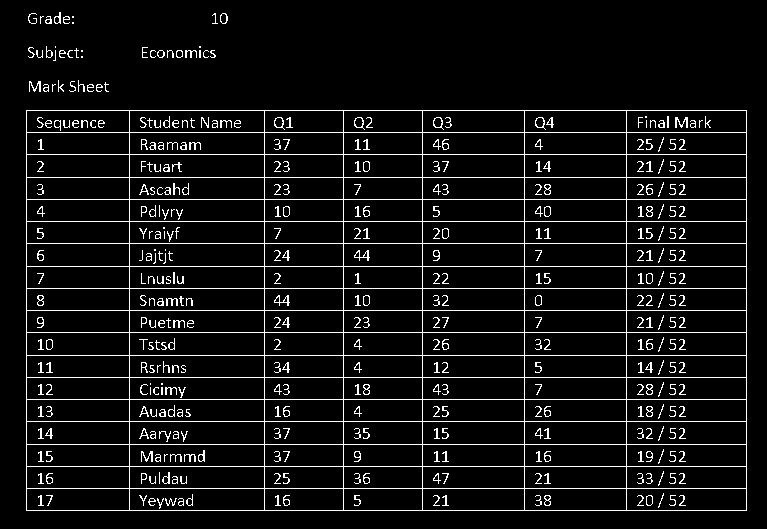 Grade: 10
Subject: Economics
Mark Sheet
Sequence Student Name Q1 Q2 Q3 Q4 Final Mark
1 Raamam 37 11 46 4 25 / 52
2 Ftuart 23 10 37 14 21 / 52
3 Ascahd 23 7 43 28 26 / 52
4 Pdlyry 10 16 5 40 18 / 52
5 Yraiyf 7 21 20 11 15 / 52
6 Jajtjt 24 44 9 7 21 / 52
7 Lnuslu 2 1 22 15 10 / 52
8 Snamtn 44 10 32 0 22 / 52
9 Puetme 24 23 27 7 21 / 52
10 Tstsd 2 4 26 32 16 / 52
11 Rsrhns 34 4 12 5 14 / 52
12 Cicimy 43 18 43 7 28 / 52
13 Auadas 16 4 25 26 18 / 52
14 Aaryay 37 35 15 41 32 / 52
15 Marmmd 37 9 11 16 19 / 52
16 Puldau 25 36 47 21 33 / 52
17 Yeywad 16 5 21 38 20 / 52